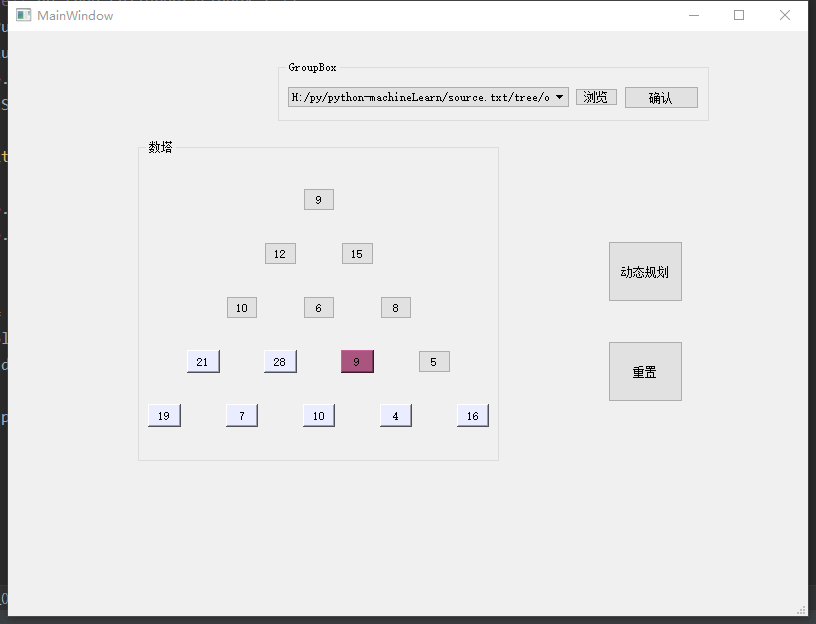 MainWindow
GroupBox
H:/py/python-machineLearn/source.txt/tree/o
浏览
确认
数塔
9
12 15
10 6 8
21 28 9 5
19 7 10 4 16
动态规划
重置